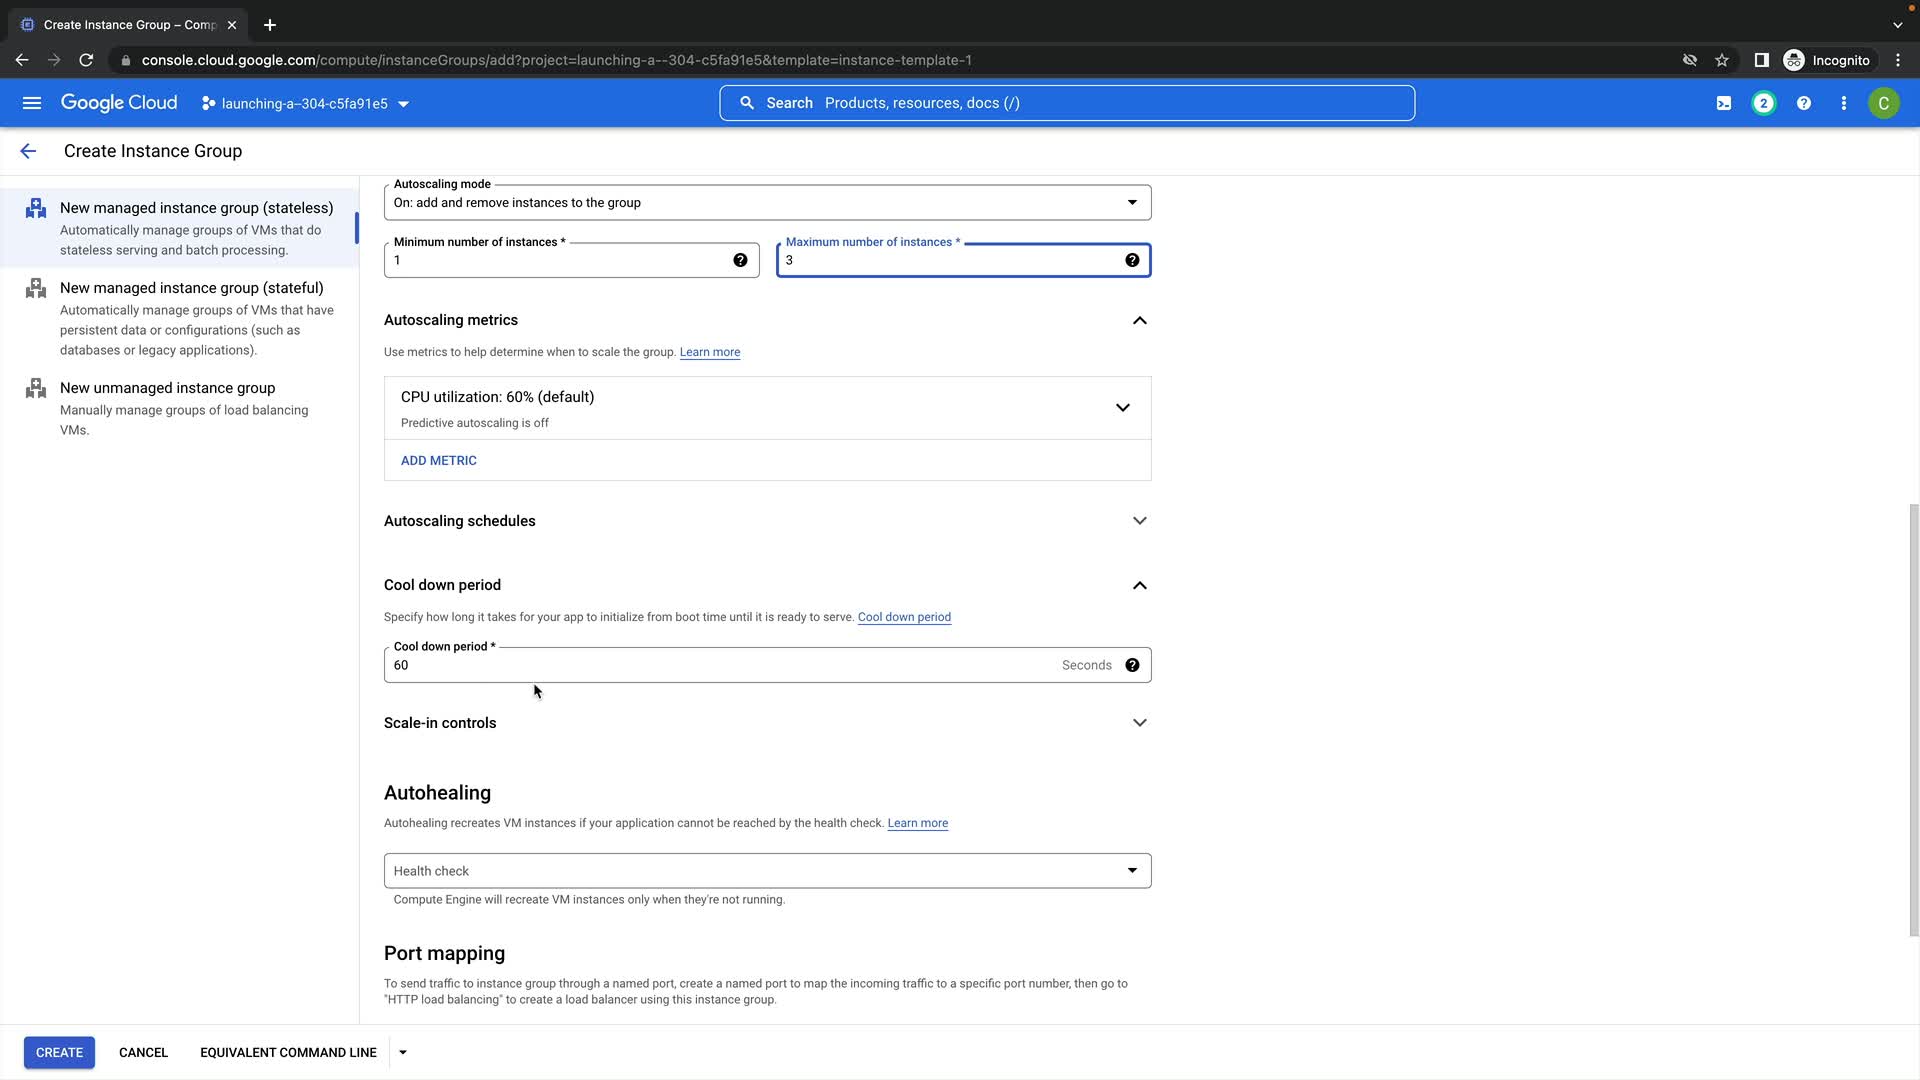 Create Instance Group – Comp
console.cloud.google.com/compute/instanceGroups/add?project=launching-a--304-c5fa91e5&template=instance-template-1
Incognito
Google Cloud
launching-a--304-c5fa91e5
Search Products, resources, docs (/)
2
C
Create Instance Group
New managed instance group (stateless)
Automatically manage groups of VMs that do
stateless serving and batch processing.
New managed instance group (stateful)
Automatically manage groups of VMs that have
persistent data or configurations (such as
databases or legacy applications).
New unmanaged instance group
Manually manage groups of load balancing
VMs.
Autoscaling mode
On: add and remove instances to the group
Minimum number of instances *
1
Maximum number of instances *
3
Autoscaling metrics
Use metrics to help determine when to scale the group. Learn more
CPU utilization: 60% (default)
Predictive autoscaling is off
ADD METRIC
Autoscaling schedules
Cool down period
Specify how long it takes for your app to initialize from boot time until it is ready to serve. Cool down period
Cool down period *
60
Seconds
Scale-in controls
Autohealing
Autohealing recreates VM instances if your application cannot be reached by the health check. Learn more
Health check
Compute Engine will recreate VM instances only when they're not running.
Port mapping
To send traffic to instance group through a named port, create a named port to map the incoming traffic to a specific port number, then go to
"HTTP load balancing" to create a load balancer using this instance group.
CREATE
CANCEL
EQUIVALENT COMMAND LINE